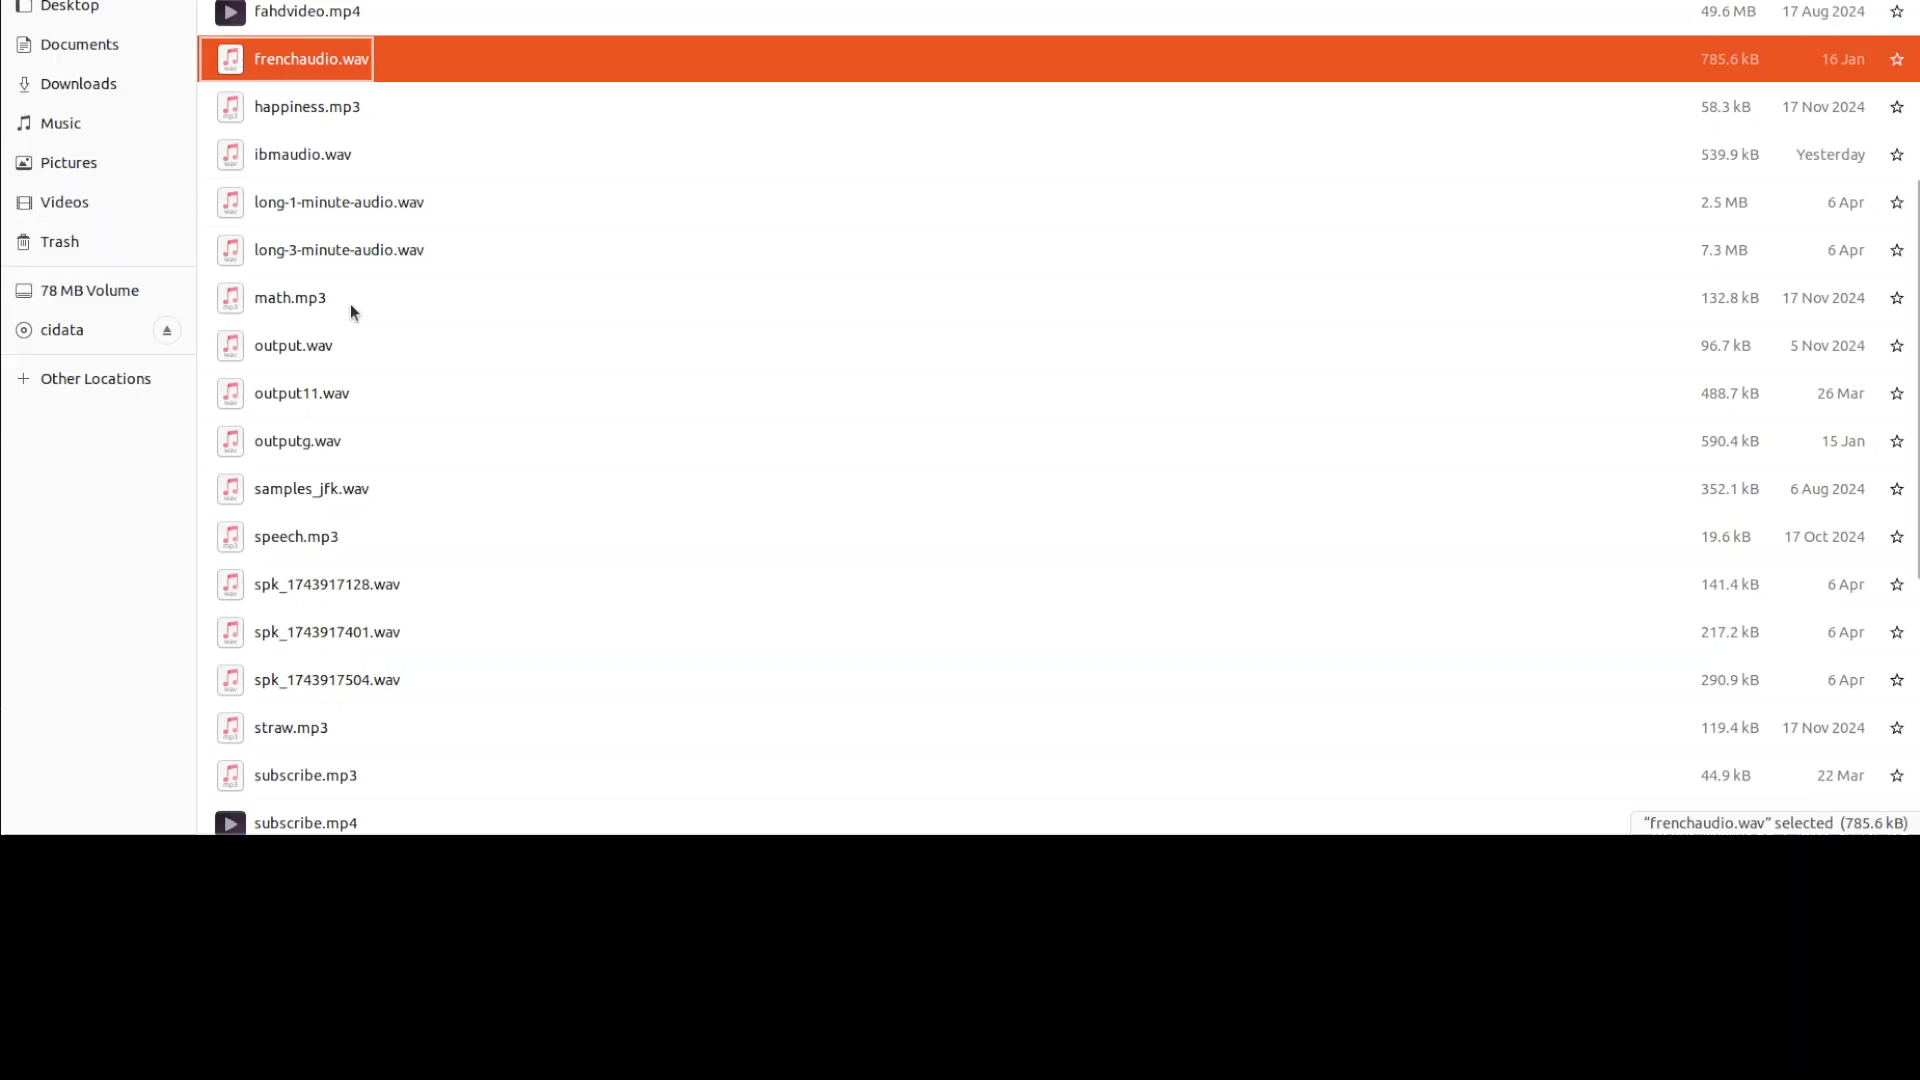 Desktop
Documents
Downloads
Music
Pictures
Videos
Trash
78 MB Volume
cidata
Other Locations
fahdvideo.mp4 49.6 MB 17 Aug 2024
frenchaudio.wav 785.6 kB 16 Jan
happiness.mp3 58.3 kB 17 Nov 2024
ibmaudio.wav 539.9 kB Yesterday
long-1-minute-audio.wav 2.5 MB 6 Apr
long-3-minute-audio.wav 7.3 MB 6 Apr
math.mp3 132.8 kB 17 Nov 2024
output.wav 96.7 kB 5 Nov 2024
output11.wav 488.7 kB 26 Mar
outputg.wav 590.4 kB 15 Jan
samples_jfk.wav 352.1 kB 6 Aug 2024
speech.mp3 19.6 kB 17 Oct 2024
spk_1743917128.wav 141.4 kB 6 Apr
spk_1743917401.wav 217.2 kB 6 Apr
spk_1743917504.wav 290.9 kB 6 Apr
straw.mp3 119.4 kB 17 Nov 2024
subscribe.mp3 44.9 kB 22 Mar
subscribe.mp4
“frenchaudio.wav” selected (785.6 kB)